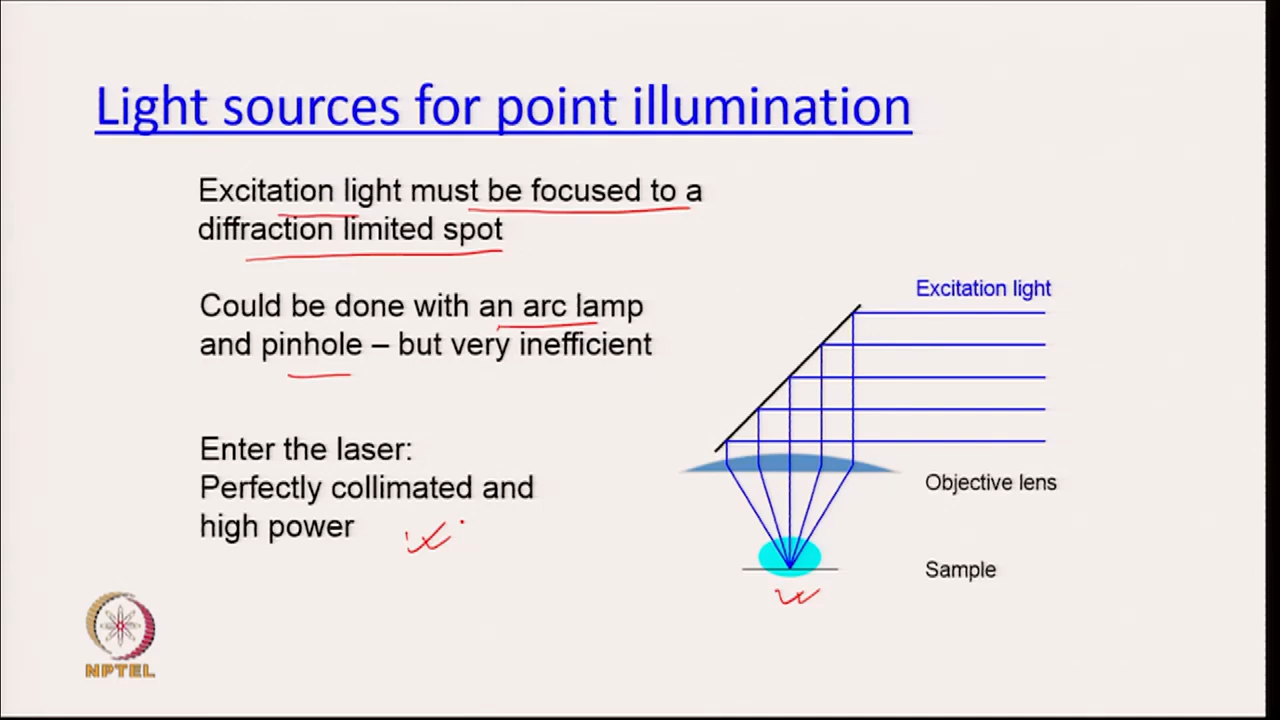 Light sources for point illumination
Excitation light must be focused to a
diffraction limited spot
Could be done with an arc lamp
and pinhole – but very inefficient
Enter the laser:
Perfectly collimated and
high power
Excitation light
Objective lens
Sample
NPTEL